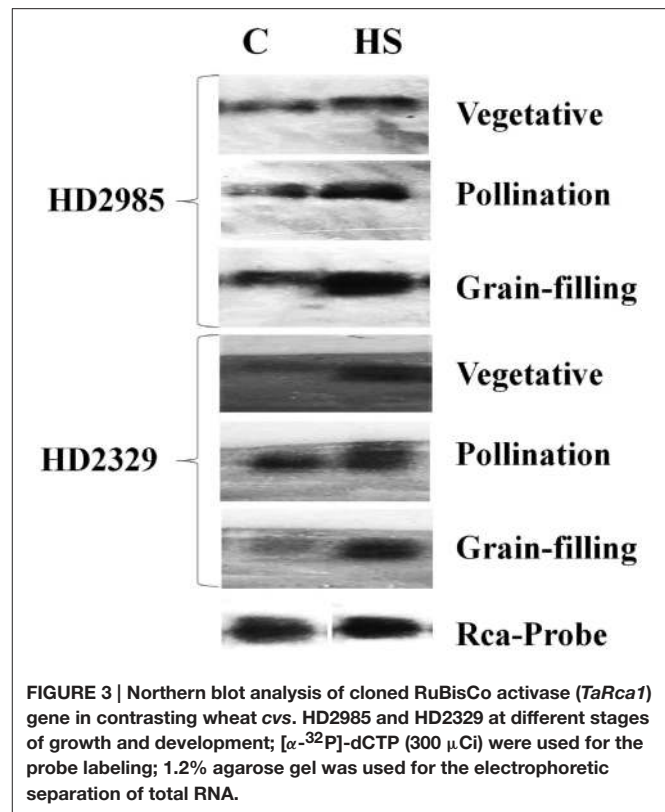 C HS
Vegetative
HD2985 Pollination
Grain-filling
Vegetative
HD2329 Pollination
Grain-filling
Rca-Probe
FIGURE 3 | Northern blot analysis of cloned RuBisCo activase (TaRca1)
gene in contrasting wheat cvs. HD2985 and HD2329 at different stages
of growth and development; [α-³²P]-dCTP (300 μCi) were used for the
probe labeling; 1.2% agarose gel was used for the electrophoretic
separation of total RNA.